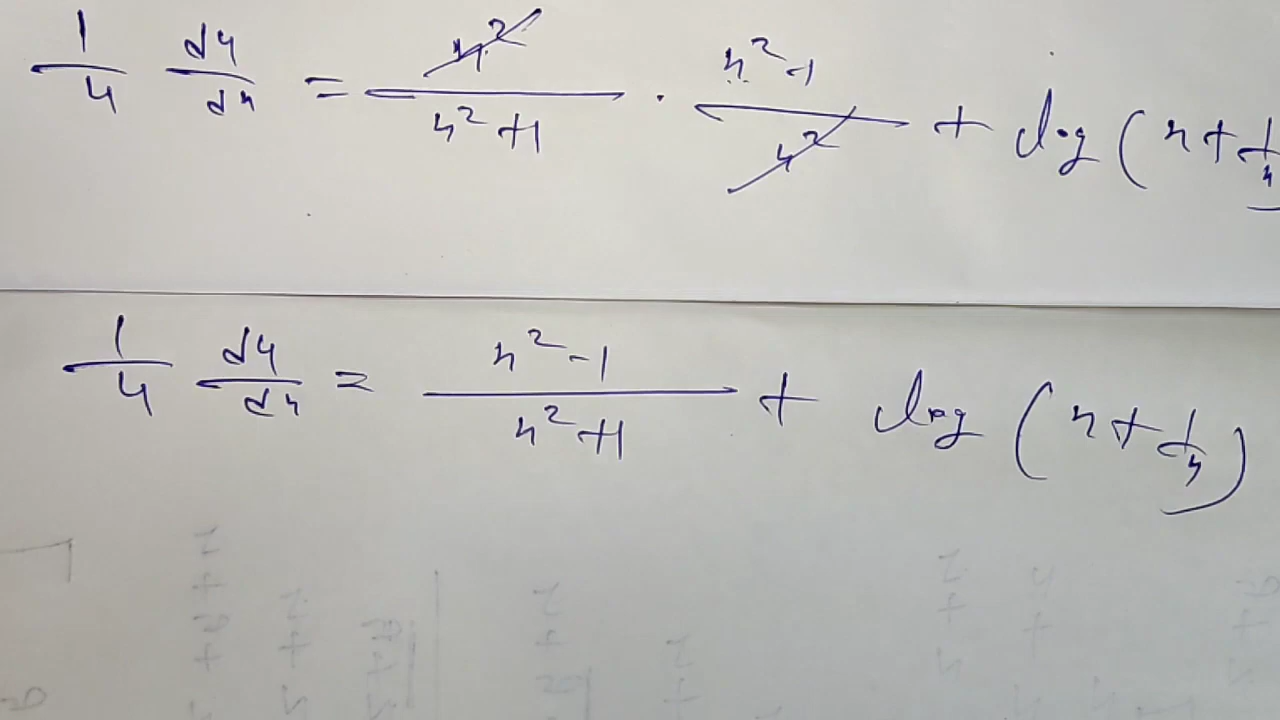 1/y dy/dx = x²/x²+1 · x²-1/x² + log(x+1/x
1/y dy/dx = x²-1/x²+1 + log(x+1/x)